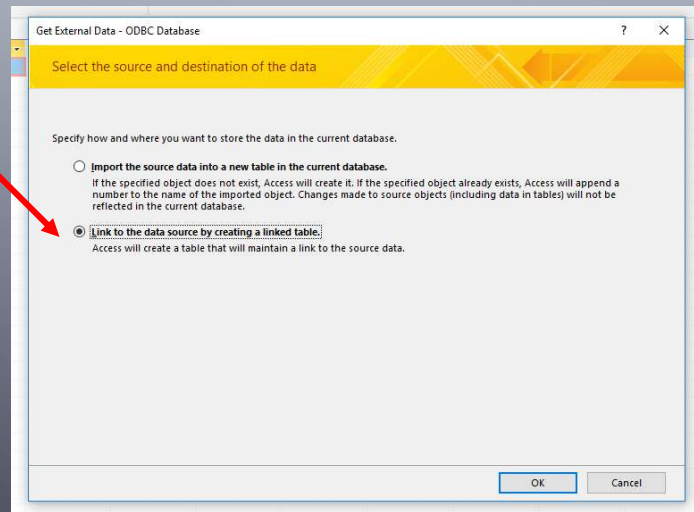 Get External Data - ODBC Database
? X
Select the source and destination of the data
Specify how and where you want to store the data in the current database.
Import the source data into a new table in the current database.
If the specified object does not exist, Access will create it. If the specified object already exists, Access will append a
number to the name of the imported object. Changes made to source objects (including data in tables) will not be
reflected in the current database.
Link to the data source by creating a linked table.
Access will create a table that will maintain a link to the source data.
OK Cancel